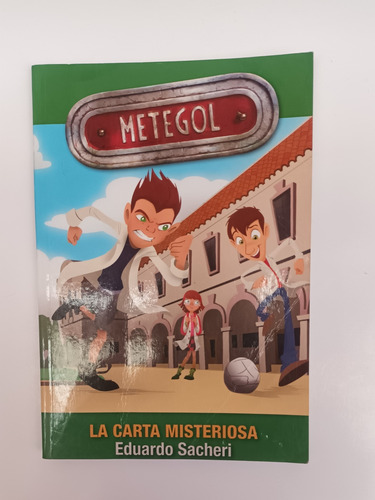 METEGOL
LA CARTA MISTERIOSA
Eduardo Sacheri